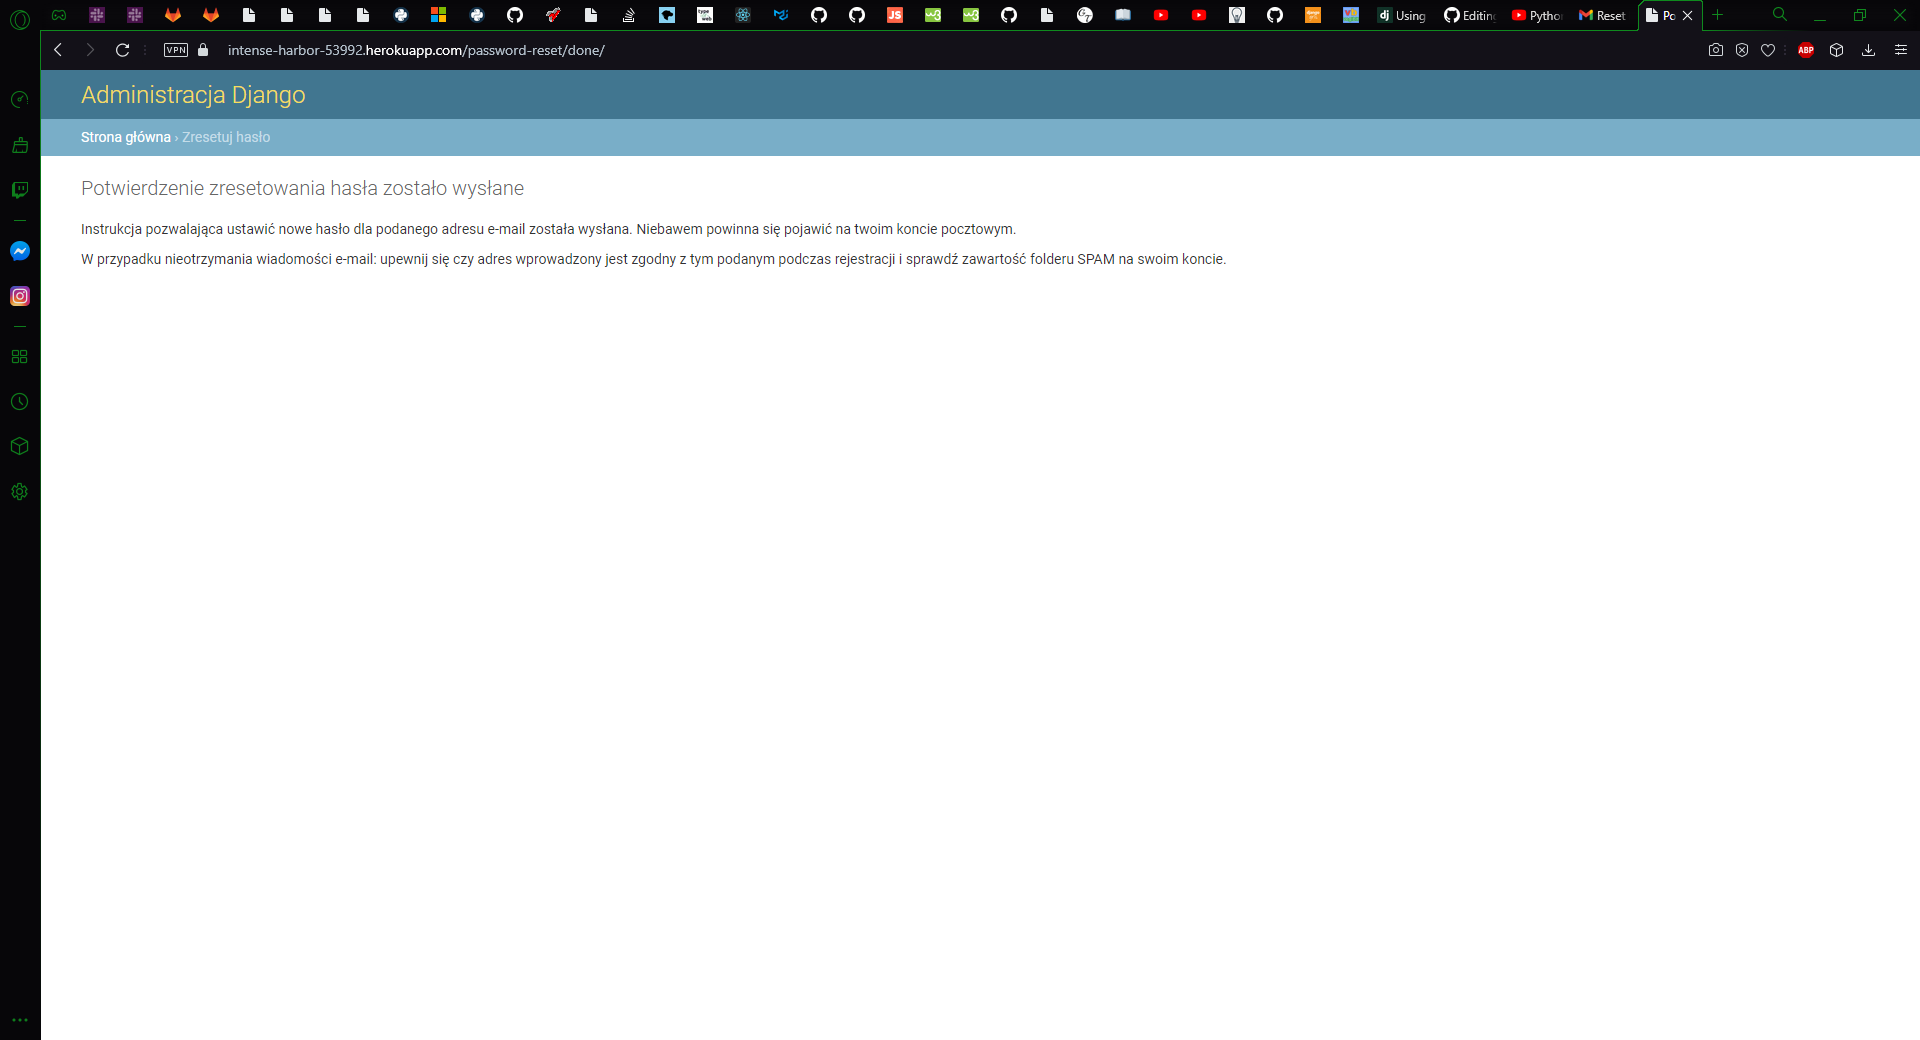 Using
Editing
Python
Reset
Po
VPN
intense-harbor-53992.herokuapp.com/password-reset/done/
ABP
Administracja Django
Strona główna › Zresetuj hasło
Potwierdzenie zresetowania hasła zostało wysłane
Instrukcja pozwalająca ustawić nowe hasło dla podanego adresu e-mail została wysłana. Niebawem powinna się pojawić na twoim koncie pocztowym.
W przypadku nieotrzymania wiadomości e-mail: upewnij się czy adres wprowadzony jest zgodny z tym podanym podczas rejestracji i sprawdź zawartość folderu SPAM na swoim koncie.